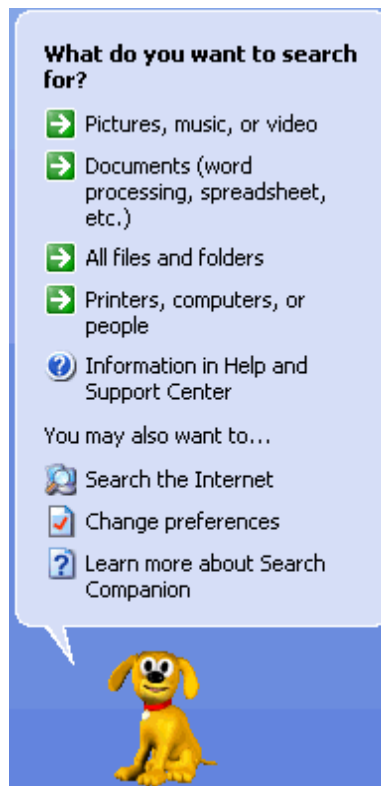 What do you want to search
for?
Pictures, music, or video
Documents (word
processing, spreadsheet,
etc.)
All files and folders
Printers, computers, or
people
Information in Help and
Support Center
You may also want to...
Search the Internet
Change preferences
Learn more about Search
Companion